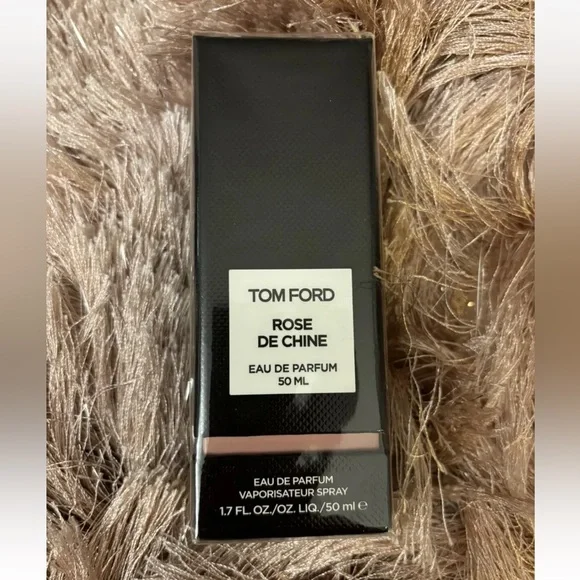 TOM FORD
ROSE
DE CHINE
EAU DE PARFUM
50 ML
EAU DE PARFUM
VAPORISATEUR SPRAY
1.7 FL. OZ./OZ. LIQ./50 ml ℮